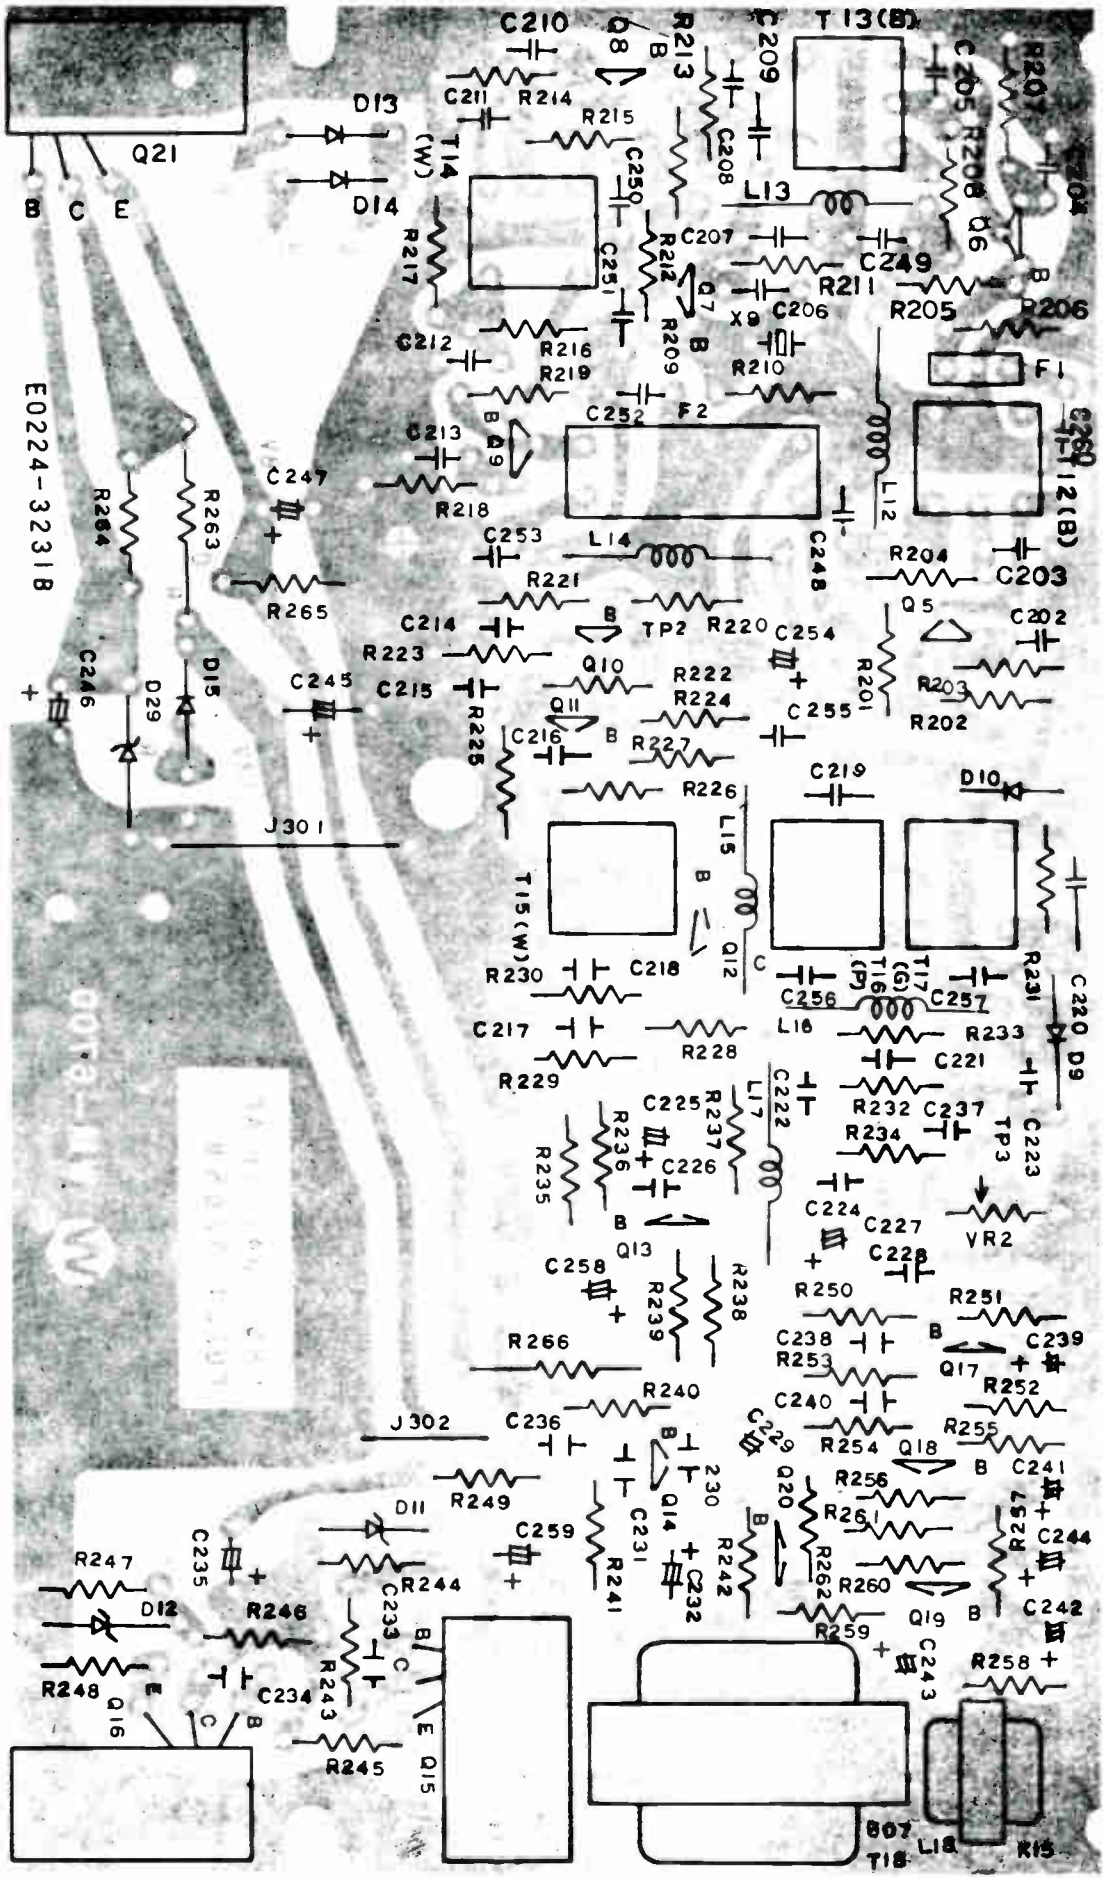 C210
Q8
B
R213
C209
T13(B)
C205
R207
R208
R214
C211
R215
C208
D13
D14
T14
(W)
C250
L13
Q6
Q21
B
C
E
R217
C251
R212
C207
Q7
B
C249
R211
R205
B
R206
X9
C206
C212
R216
R219
R209
R210
F1
C252
F2
C213
B
Q9
R218
C260
T12(B)
L12
E0224-3231B
R264
R263
C247
+
C253
L14
C248
R204
C203
R265
R221
C214
B
TP2
R220
Q5
C202
R223
C254
+
R201
R203
R202
C246
+
D29
D15
C245
+
C215
Q10
R222
R224
Q11
B
C216
R225
R227
C255
R226
C219
D10
J301
L15
B
Q12
C
T15(W)
R230
C218
T16
(P)
T17
(G)
R231
C220
C256
C257
C217
R228
L16
R233
D9
R229
C221
R232
C237
C222
L17
C225
+
R236
R237
R235
C226
R234
TP3
C223
C224
C227
+
VR2
B
Q13
C228
C258
+
R239
R238
R250
R251
C238
B
Q17
C239
+
R266
R253
R252
R240
C240
J302
C236
B
230
C229
R254
R255
Q18
B
C241
+
R249
Q14
Q20
B
R256
R257
D11
C235
+
C259
+
C231
R241
R242
R261
R262
C244
+
R247
R244
C232
+
R260
Q19
B
C242
+
D12
R246
C233
R259
C243
+
R258
R248
C234
R243
B
C
E
Q15
Q16
E
C
B
R245
T18
L18